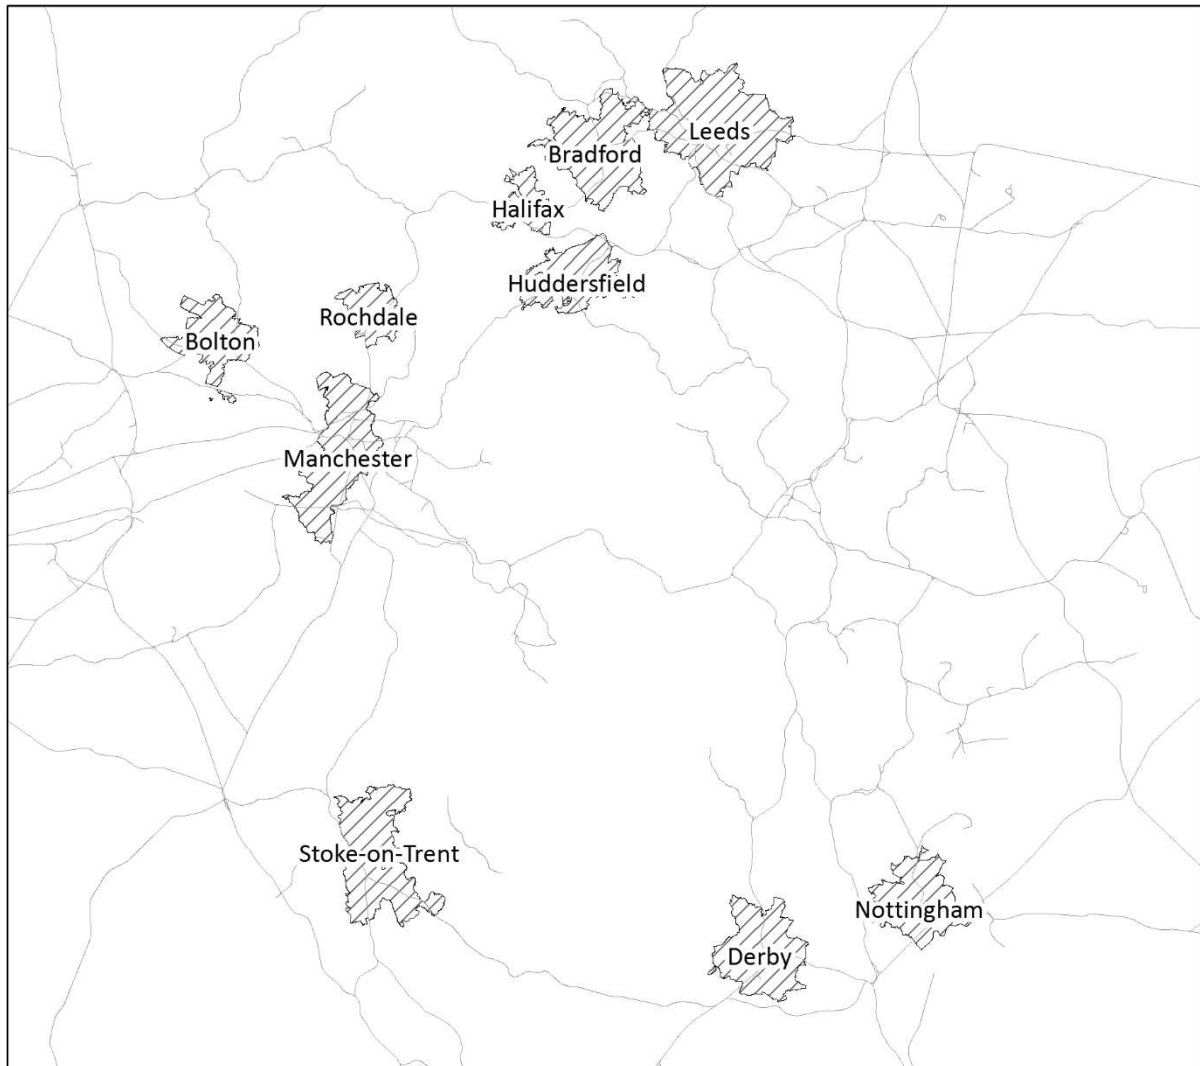 Leeds
Bradford
Halifax
Huddersfield
Rochdale
Bolton
Manchester
Stoke-on-Trent
Nottingham
Derby